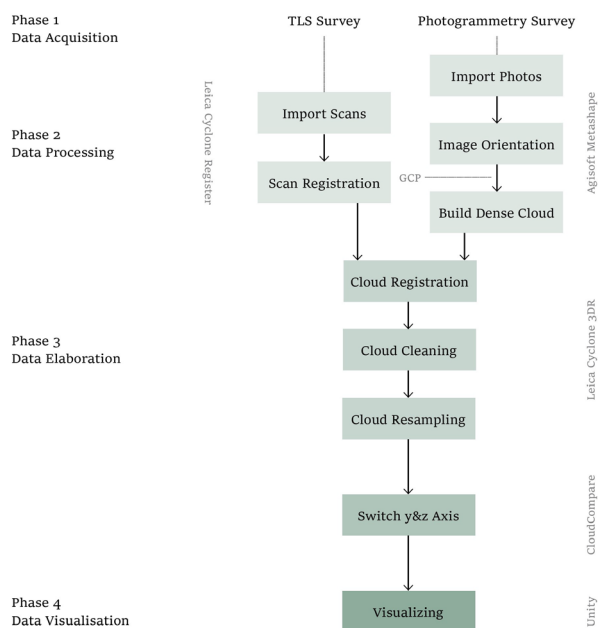 Phase 1
Data Acquisition
TLS Survey
Photogrammetry Survey
Import Photos
Leica Cyclone Register
Import Scans
Agisoft Metashape
Phase 2
Data Processing
Image Orientation
Scan Registration
GCP
Build Dense Cloud
Cloud Registration
Leica Cyclone 3DR
Phase 3
Data Elaboration
Cloud Cleaning
Cloud Resampling
Switch y&z Axis
CloudCompare
Phase 4
Data Visualisation
Visualizing
Unity